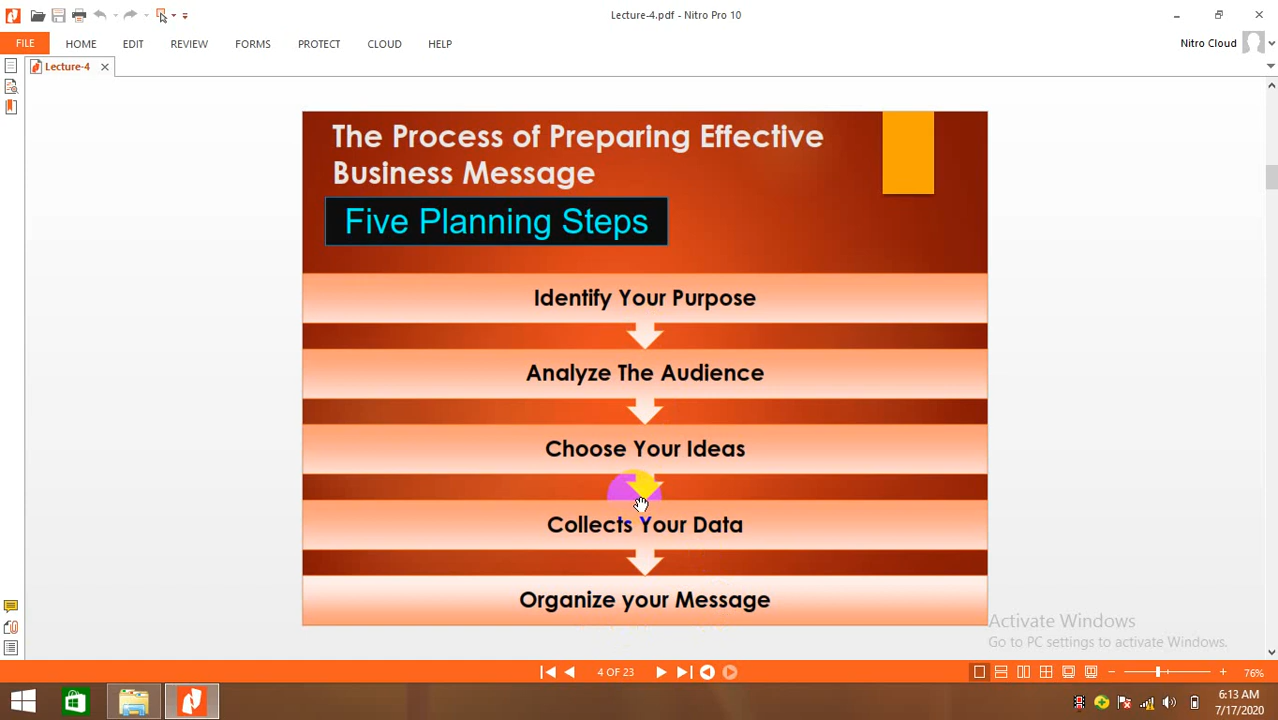 Lecture-4.pdf - Nitro Pro 10
FILE HOME EDIT REVIEW FORMS PROTECT CLOUD HELP
Nitro Cloud
Lecture-4
The Process of Preparing Effective
Business Message
Five Planning Steps
Identify Your Purpose
Analyze The Audience
Choose Your Ideas
Collects Your Data
Organize your Message
Activate Windows
Go to PC settings to activate Windows.
4 OF 23
76%
6:13 AM
7/17/2020